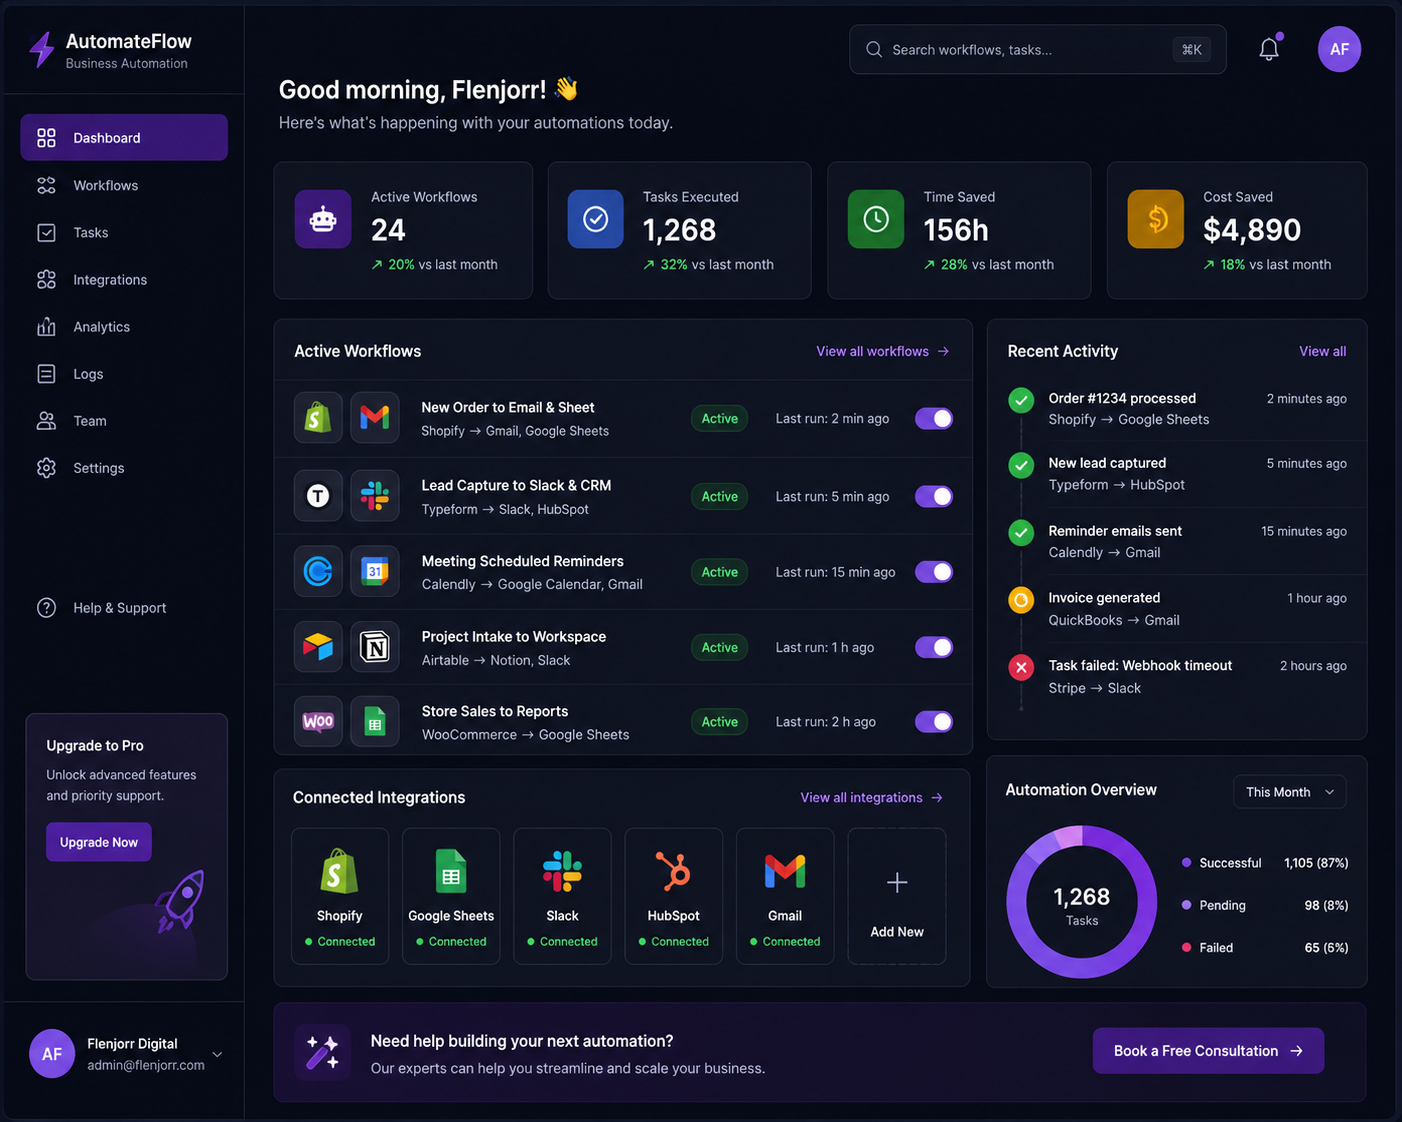 AutomateFlow
Business Automation
Dashboard
Workflows
Tasks
Integrations
Analytics
Logs
Team
Settings
Help & Support
Upgrade to Pro
Unlock advanced features
and priority support.
Upgrade Now
AF
Flenjorr Digital
admin@flenjorr.com
Search workflows, tasks...
⌘K
AF
Good morning, Flenjorr! 👋
Here's what's happening with your automations today.
Active Workflows
24
↗ 20% vs last month
Tasks Executed
1,268
↗ 32% vs last month
Time Saved
156h
↗ 28% vs last month
Cost Saved
$4,890
↗ 18% vs last month
Active Workflows
View all workflows →
New Order to Email & Sheet
Shopify → Gmail, Google Sheets
Active
Last run: 2 min ago
T
Lead Capture to Slack & CRM
Typeform → Slack, HubSpot
Active
Last run: 5 min ago
31
Meeting Scheduled Reminders
Calendly → Google Calendar, Gmail
Active
Last run: 15 min ago
Project Intake to Workspace
Airtable → Notion, Slack
Active
Last run: 1 h ago
Woo
Store Sales to Reports
WooCommerce → Google Sheets
Active
Last run: 2 h ago
Recent Activity
View all
Order #1234 processed
2 minutes ago
Shopify → Google Sheets
New lead captured
5 minutes ago
Typeform → HubSpot
Reminder emails sent
15 minutes ago
Calendly → Gmail
Invoice generated
1 hour ago
QuickBooks → Gmail
Task failed: Webhook timeout
2 hours ago
Stripe → Slack
Connected Integrations
View all integrations →
Shopify
Connected
Google Sheets
Connected
Slack
Connected
HubSpot
Connected
Gmail
Connected
Add New
Automation Overview
This Month
1,268
Tasks
Successful 1,105 (87%)
Pending 98 (8%)
Failed 65 (6%)
Need help building your next automation?
Our experts can help you streamline and scale your business.
Book a Free Consultation →